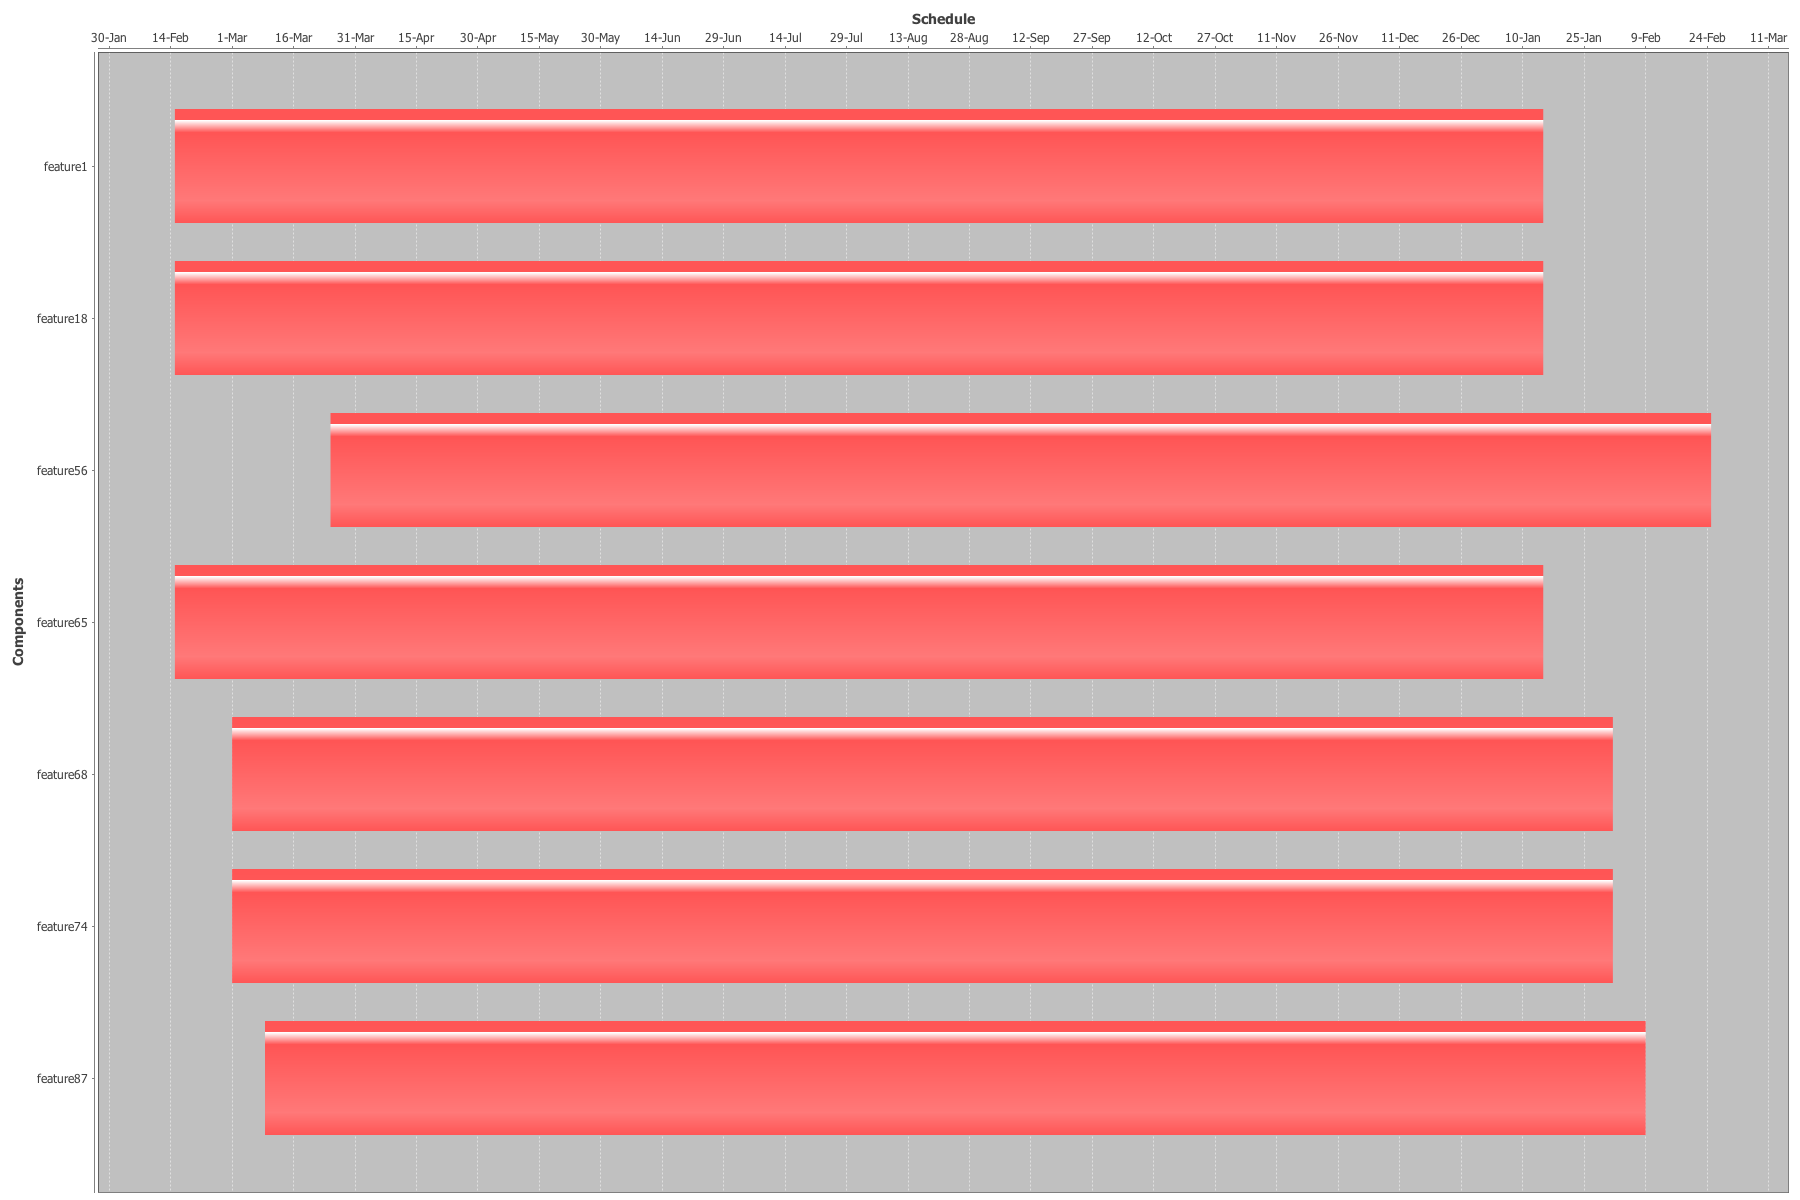 Schedule
30-Jan 14-Feb 1-Mar 16-Mar 31-Mar 15-Apr 30-Apr 15-May 30-May 14-Jun 29-Jun 14-Jul 29-Jul 13-Aug 28-Aug 12-Sep 27-Sep 12-Oct 27-Oct 11-Nov 26-Nov 11-Dec 26-Dec 10-Jan 25-Jan 9-Feb 24-Feb 11-Mar
feature1
feature18
feature56
feature65
feature68
feature74
feature87
Components